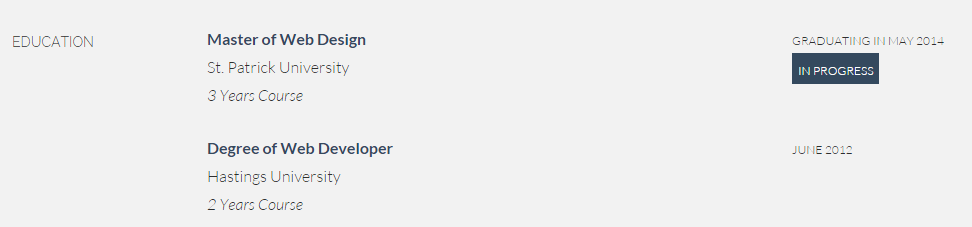 EDUCATION
Master of Web Design
GRADUATING IN MAY 2014
St. Patrick University
IN PROGRESS
3 Years Course
Degree of Web Developer
JUNE 2012
Hastings University
2 Years Course